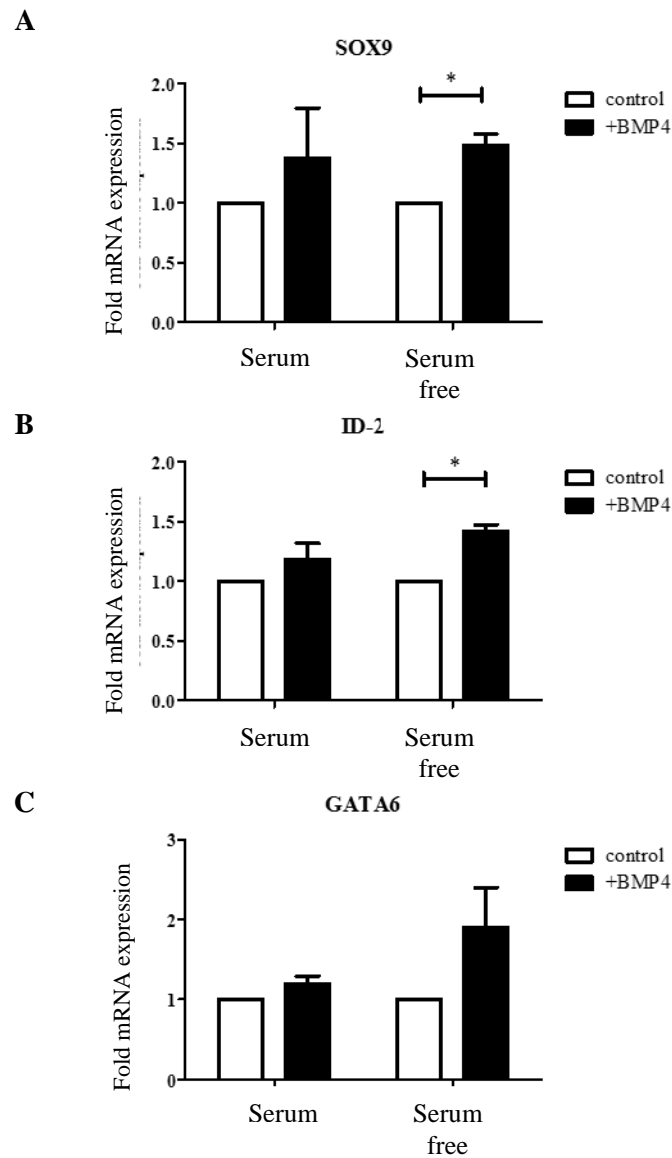 A
SOX9
Fold mRNA expression
2.0
1.5
1.0
0.5
0.0
*
control
+BMP4
Serum
Serum
free
B
ID-2
Fold mRNA expression
2.0
1.5
1.0
0.5
0.0
*
control
+BMP4
Serum
Serum
free
C
GATA6
Fold mRNA expression
3
2
1
0
control
+BMP4
Serum
Serum
free